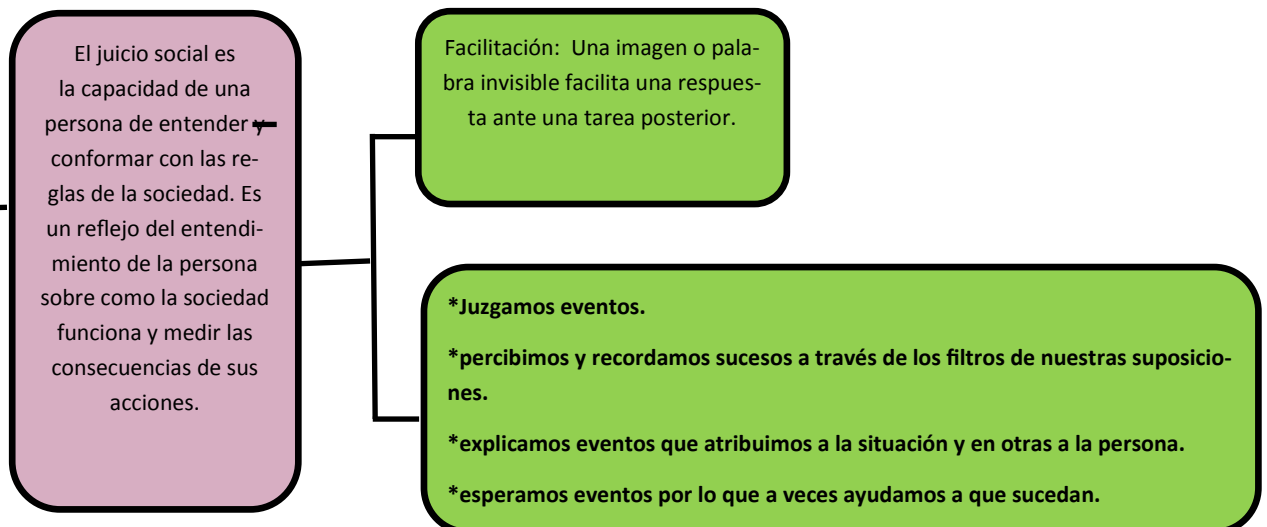 El juicio social es
la capacidad de una
persona de entender y
conformar con las re-
glas de la sociedad. Es
un reflejo del entendi-
miento de la persona
sobre como la sociedad
funciona y medir las
consecuencias de sus
acciones.
Facilitación: Una imagen o pala-
bra invisible facilita una respues-
ta ante una tarea posterior.
*Juzgamos eventos.
*percibimos y recordamos sucesos a través de los filtros de nuestras suposicio-
nes.
*explicamos eventos que atribuimos a la situación y en otras a la persona.
*esperamos eventos por lo que a veces ayudamos a que sucedan.